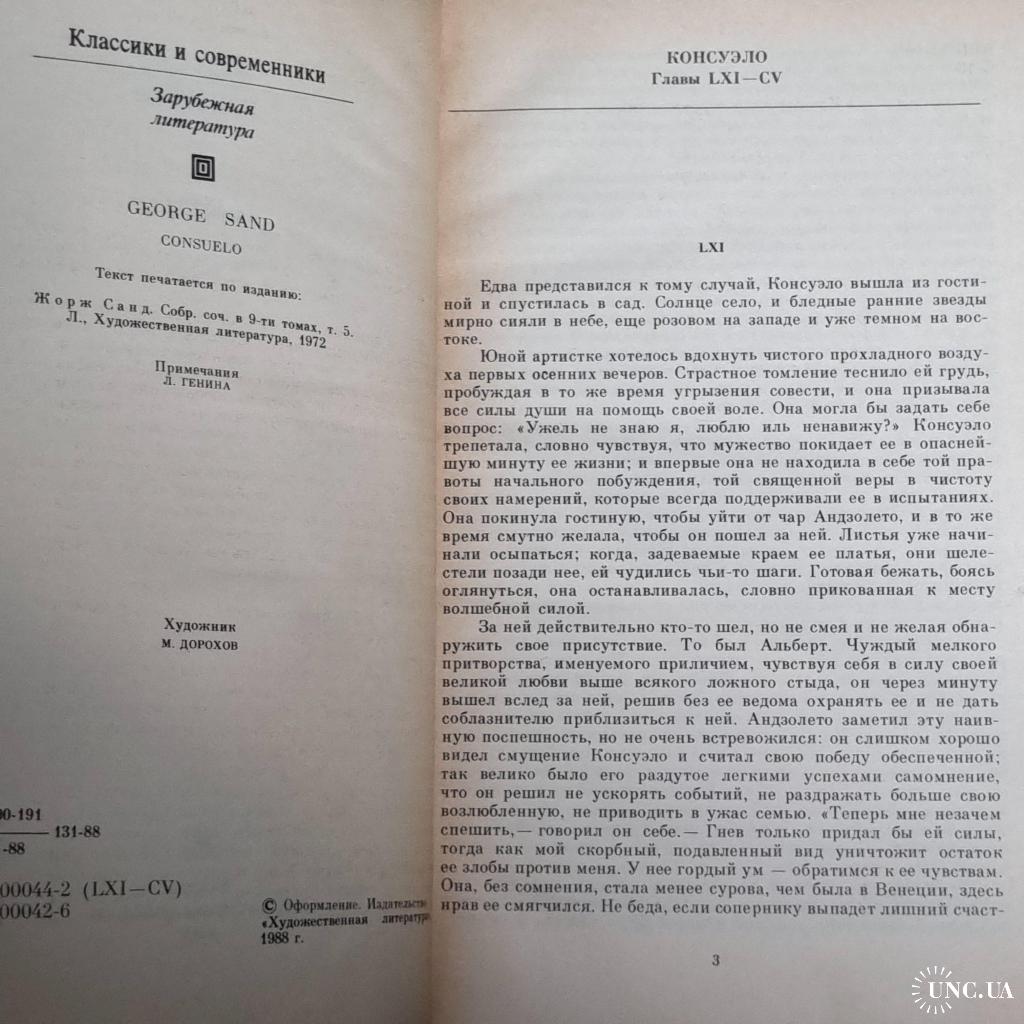 Классики и современники
Зарубежная
литература
GEORGE SAND
CONSUELO
Текст печатается по изданию:
Жорж Санд. Собр. соч. в 9-ти томах, т. 5.
Л., Художественная литература, 1972
Примечания
Л. ГЕНИНА
Художник
М. ДОРОХОВ
00-191
131-88
-88
00044-2 (LXI—CV)
00042-6
© Оформление. Издательство
«Художественная литература»
1988 г.
КОНСУЭЛО
Главы LXI—CV
LXI
Едва представился к тому случай, Консуэло вышла из гости-
ной и спустилась в сад. Солнце село, и бледные ранние звезды
мирно сияли в небе, еще розовом на западе и уже темном на вос-
токе.
Юной артистке хотелось вдохнуть чистого прохладного возду-
ха первых осенних вечеров. Страстное томление теснило ей грудь,
пробуждая в то же время угрызения совести, и она призывала
все силы души на помощь своей воле. Она могла бы задать себе
вопрос: «Ужель не знаю я, люблю иль ненавижу?» Консуэло
трепетала, словно чувствуя, что мужество покидает ее в опасней-
шую минуту ее жизни; и впервые она не находила в себе той пра-
воты начального побуждения, той священной веры в чистоту
своих намерений, которые всегда поддерживали ее в испытаниях.
Она покинула гостиную, чтобы уйти от чар Андзолето, и в то же
время смутно желала, чтобы он пошел за ней. Листья уже начи-
нали осыпаться; когда, задеваемые краем ее платья, они шеле-
стели позади нее, ей чудились чьи-то шаги. Готовая бежать, боясь
оглянуться, она останавливалась, словно прикованная к месту
волшебной силой.
За ней действительно кто-то шел, но не смея и не желая обна-
ружить свое присутствие. То был Альберт. Чуждый мелкого
притворства, именуемого приличием, чувствуя себя в силу своей
великой любви выше всякого ложного стыда, он через минуту
вышел вслед за ней, решив без ее ведома охранять ее и не дать
соблазнителю приблизиться к ней. Андзолето заметил эту наив-
ную поспешность, но не очень встревожился: он слишком хорошо
видел смущение Консуэло и считал свою победу обеспеченной;
так велико было его раздутое легкими успехами самомнение,
что он решил не ускорять событий, не раздражать больше свою
возлюбленную, не приводить в ужас семью. «Теперь мне незачем
спешить,— говорил он себе.— Гнев только придал бы ей силы,
тогда как мой скорбный, подавленный вид уничтожит остаток
ее злобы против меня. У нее гордый ум — обратимся к ее чувствам.
Она, без сомнения, стала менее сурова, чем была в Венеции, здесь
нрав ее смягчился. Не беда, если сопернику выпадет лишний счаст-
3
UNC.UA